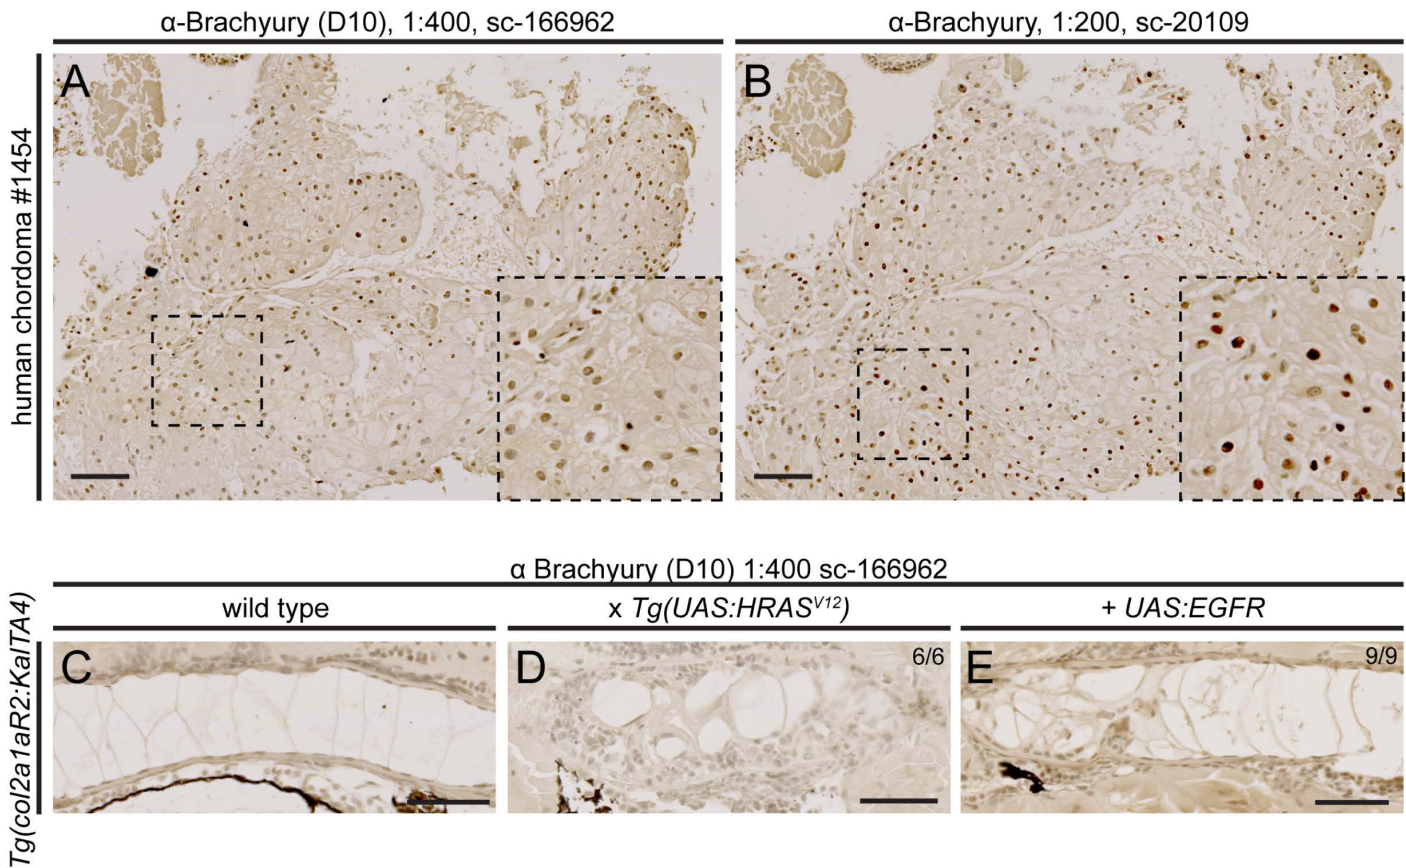 α-Brachyury (D10), 1:400, sc-166962
α-Brachyury, 1:200, sc-20109
human chordoma #1454
A
B
α Brachyury (D10) 1:400 sc-166962
wild type
x Tg(UAS:HRASV12)
+ UAS:EGFR
Tg(col2a1aR2:KalTA4)
C
D
6/6
E
9/9